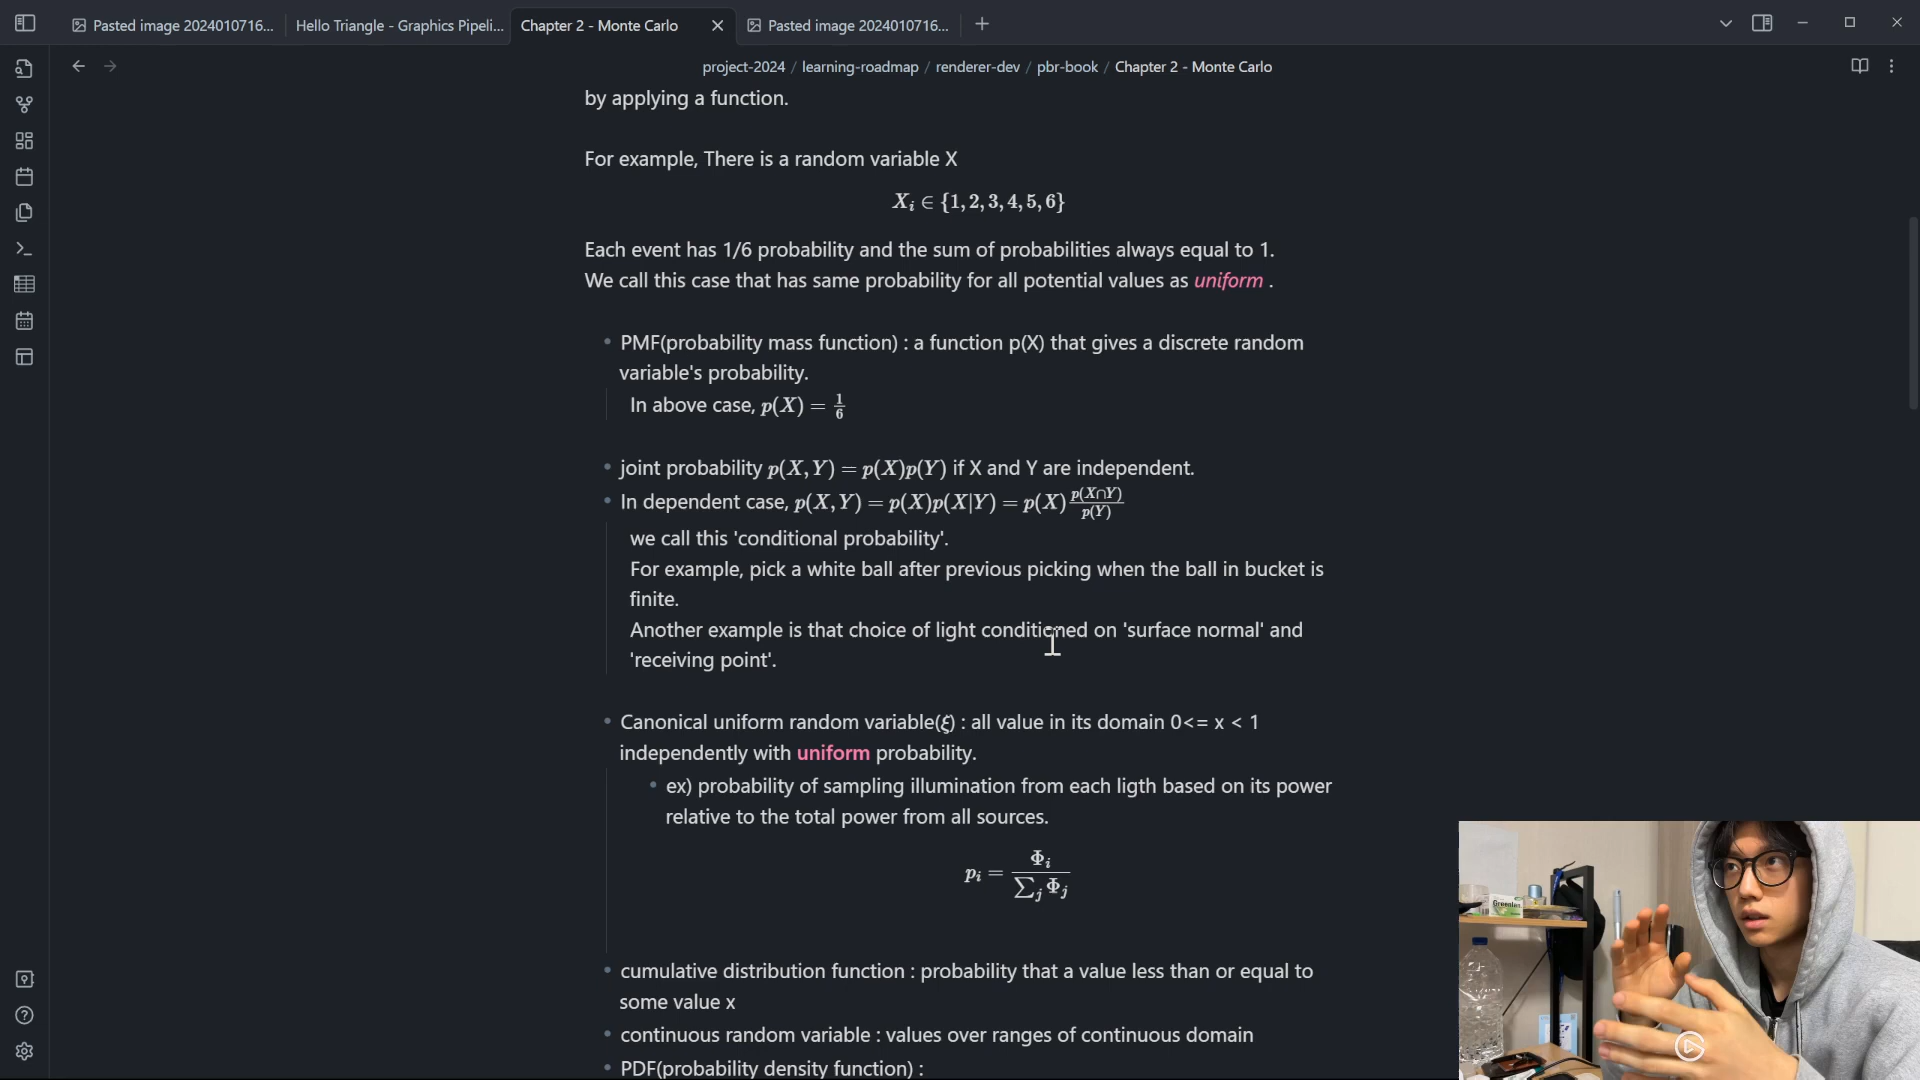 Pasted image 2024010716...
Hello Triangle - Graphics Pipeli...
Chapter 2 - Monte Carlo
Pasted image 2024010716...
project-2024 / learning-roadmap / renderer-dev / pbr-book / Chapter 2 - Monte Carlo
by applying a function.
For example, There is a random variable X
X_i ∈ {1, 2, 3, 4, 5, 6}
Each event has 1/6 probability and the sum of probabilities always equal to 1.
We call this case that has same probability for all potential values as uniform .
• PMF(probability mass function) : a function p(X) that gives a discrete random
variable's probability.
In above case, p(X) = 1/6
• joint probability p(X, Y) = p(X)p(Y) if X and Y are independent.
• In dependent case, p(X, Y) = p(X)p(X|Y) = p(X) p(X∩Y)/p(Y)
we call this 'conditional probability'.
For example, pick a white ball after previous picking when the ball in bucket is
finite.
Another example is that choice of light conditioned on 'surface normal' and
'receiving point'.
• Canonical uniform random variable(ξ) : all value in its domain 0<= x < 1
independently with uniform probability.
• ex) probability of sampling illumination from each ligth based on its power
relative to the total power from all sources.
p_i = Φ_i / ∑_j Φ_j
• cumulative distribution function : probability that a value less than or equal to
some value x
• continuous random variable : values over ranges of continuous domain
• PDF(probability density function) :